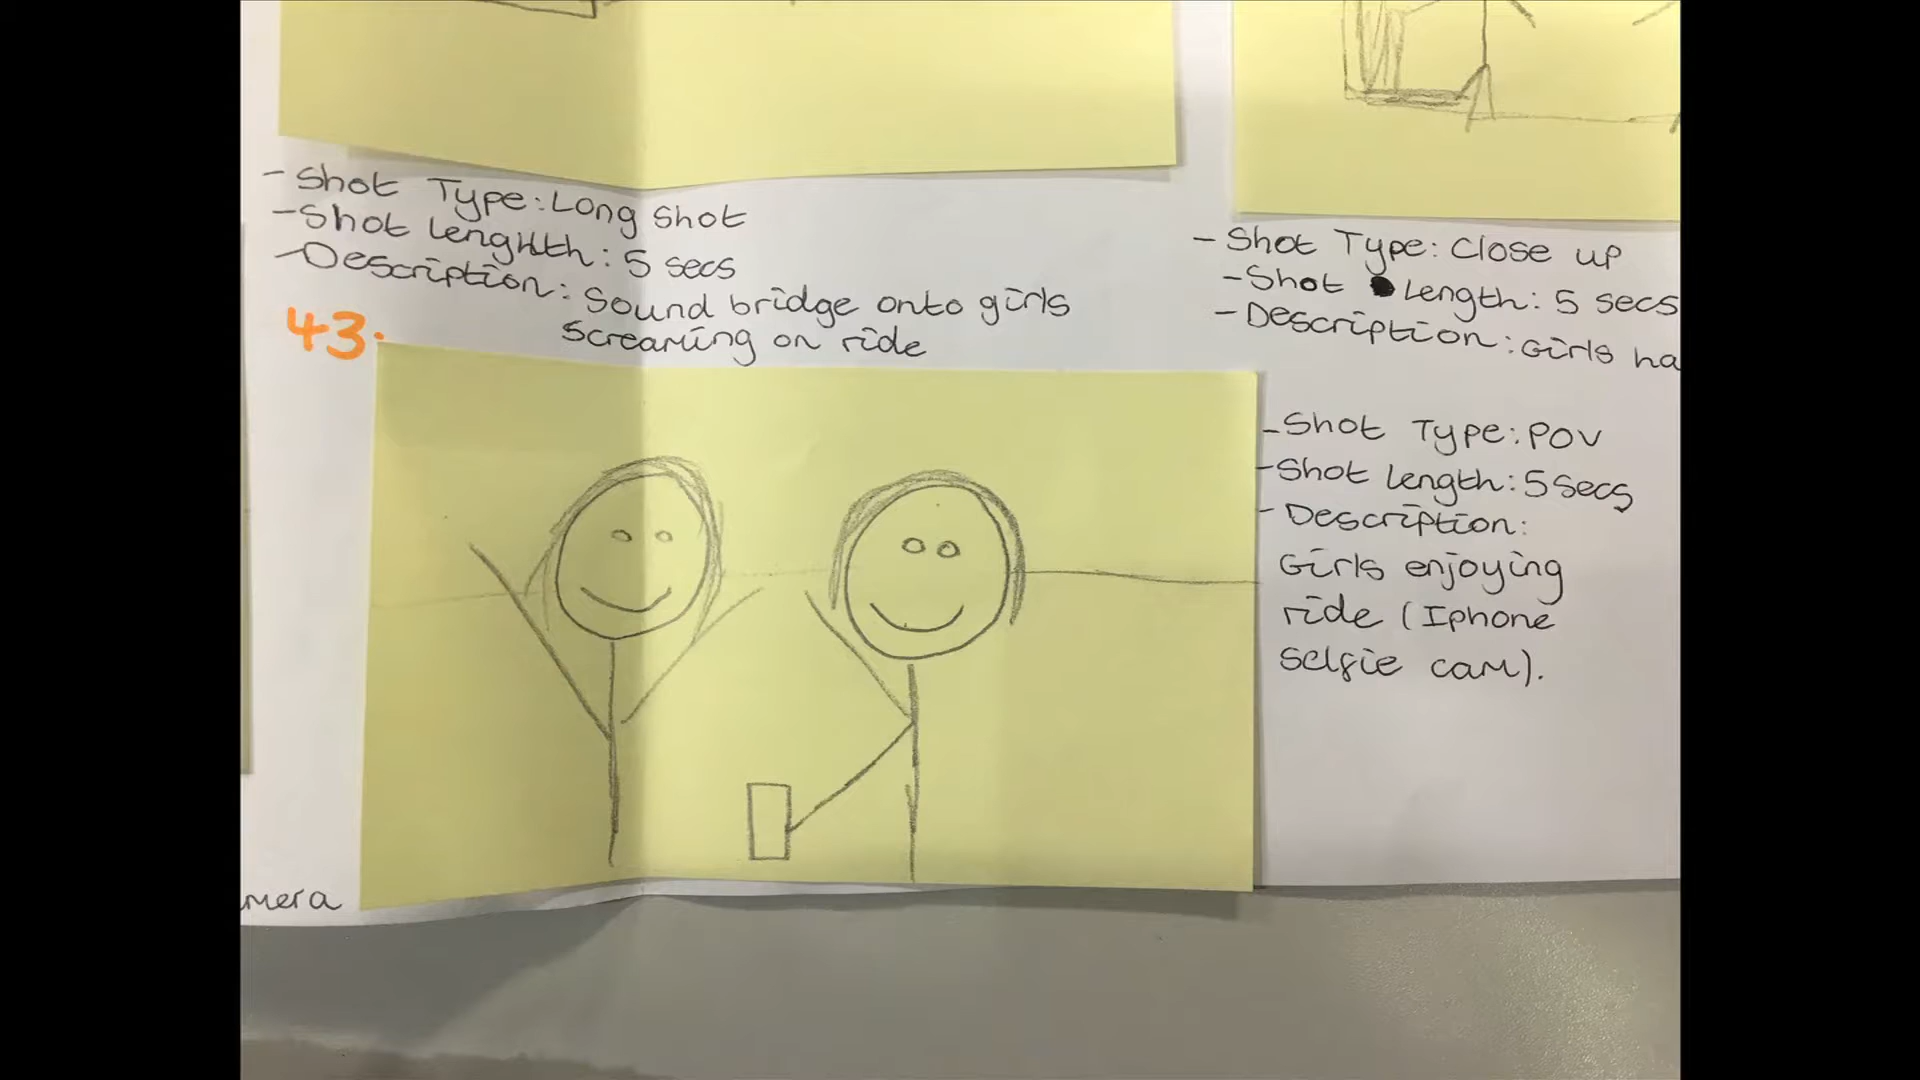 - Shot Type: Long shot
- Shot lenghth: 5 secs
- Description: Sound bridge onto girls
screaming on ride
43.
- Shot Type: Close up
- Shot Length: 5 secs
- Description: Girls ha
- Shot Type: POV
- Shot length: 5 secs
- Description:
Girls enjoying
ride (Iphone
selfie cam).
mera